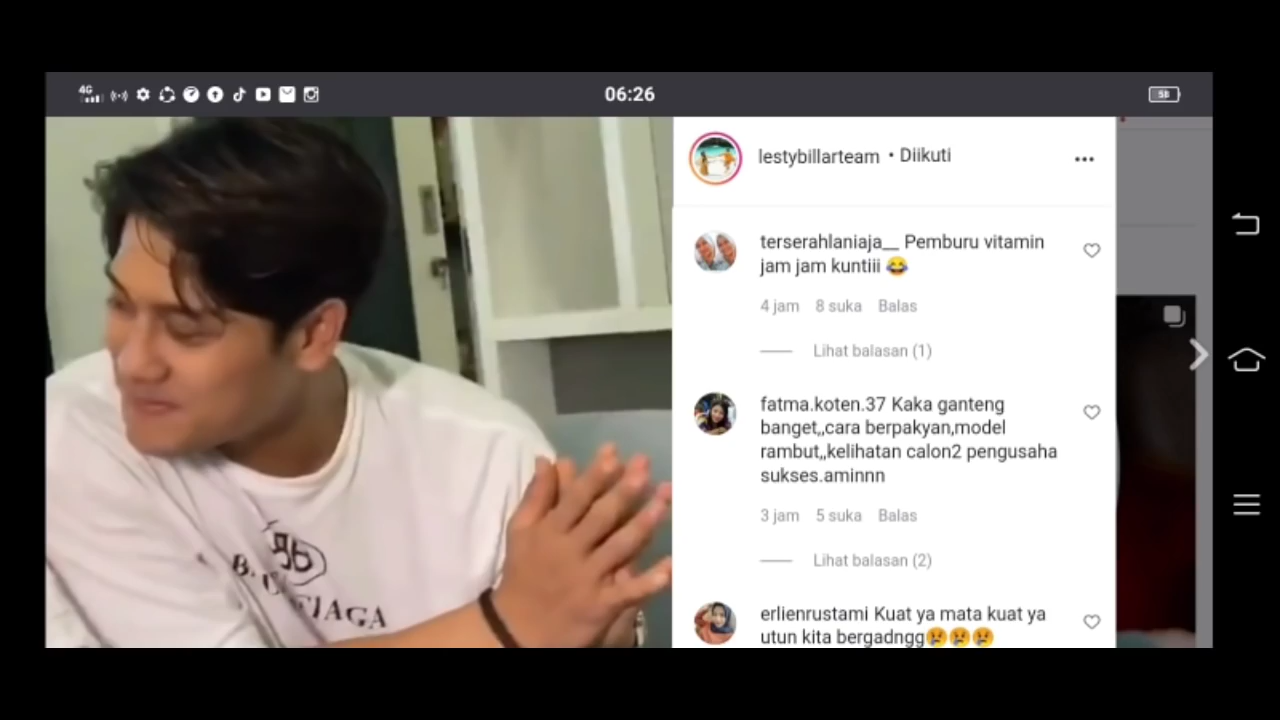 4G
06:26
58
lestybillarteam • Diikuti
terserahlaniaja__ Pemburu vitamin
jam jam kuntiii 😂
4 jam 8 suka Balas
Lihat balasan (1)
fatma.koten.37 Kaka ganteng
banget,,cara berpakyan,model
rambut,,kelihatan calon2 pengusaha
sukses.aminnn
3 jam 5 suka Balas
Lihat balasan (2)
erlienrustami Kuat ya mata kuat ya
utun kita bergadngg😢😢😢